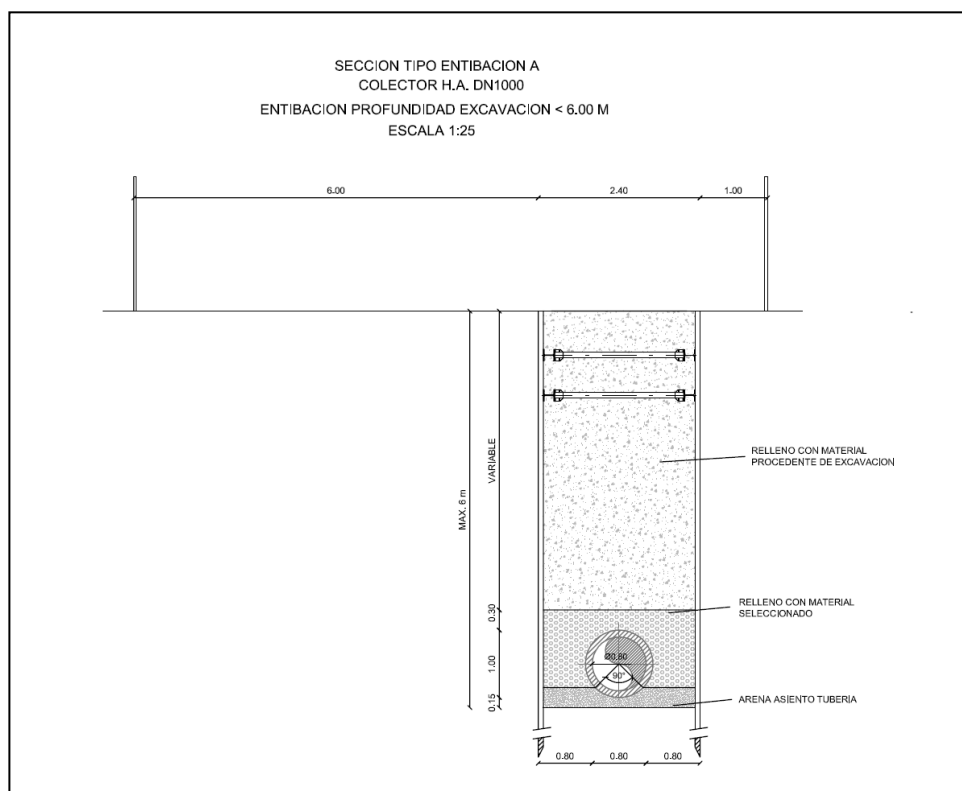 SECCION TIPO ENTIBACION A
COLECTOR H.A. DN1000
ENTIBACION PROFUNDIDAD EXCAVACION < 6.00 M
ESCALA 1:25
6.00
2.40
1.00
VARIABLE
MAX. 6 m
RELLENO CON MATERIAL
PROCEDENTE DE EXCAVACION
RELLENO CON MATERIAL
SELECCIONADO
0.30
1.00
0.15
Ø0.80
90°
ARENA ASIENTO TUBERÍA
0.80
0.80
0.80